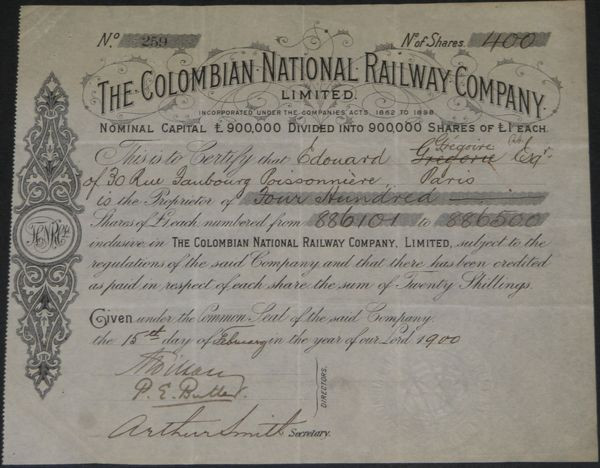 No. 259
No. of Shares. 400
THE COLOMBIAN NATIONAL RAILWAY COMPANY.
LIMITED.
INCORPORATED UNDER THE COMPANIES ACTS, 1862 TO 1898.
NOMINAL CAPITAL £900,000 DIVIDED INTO 900,000 SHARES OF £1 EACH.
Grégoire
This is to Certify that Edouard Gregorie Esqr.
of 30 Rue Faubourg Poissonnière Paris
is the Proprietor of Four Hundred
Shares of £1 each, numbered from 886101 to 886500
inclusive in THE COLOMBIAN NATIONAL RAILWAY COMPANY, LIMITED, subject to the
regulations of the said Company and that there has been credited
as paid in respect of each share the sum of Twenty Shillings.
Given under the Common Seal of the said Company.
the 15th day of February in the year of our Lord 1900
P. E. Butler.
DIRECTORS.
Arthur Smith Secretary.